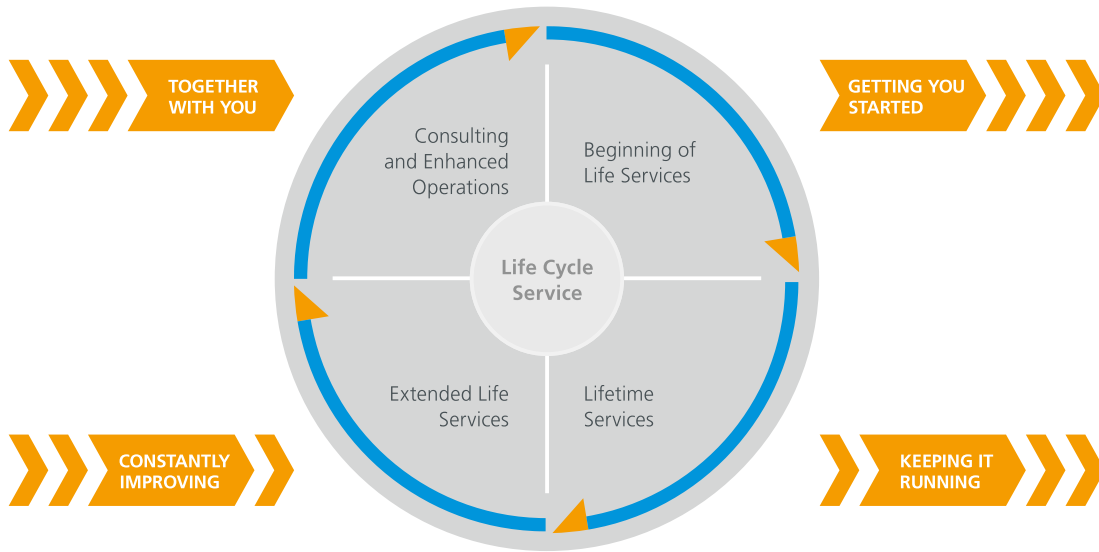 TOGETHER
WITH YOU
GETTING YOU
STARTED
Consulting
and Enhanced
Operations
Beginning of
Life Services
Life Cycle
Service
Extended Life
Services
Lifetime
Services
CONSTANTLY
IMPROVING
KEEPING IT
RUNNING